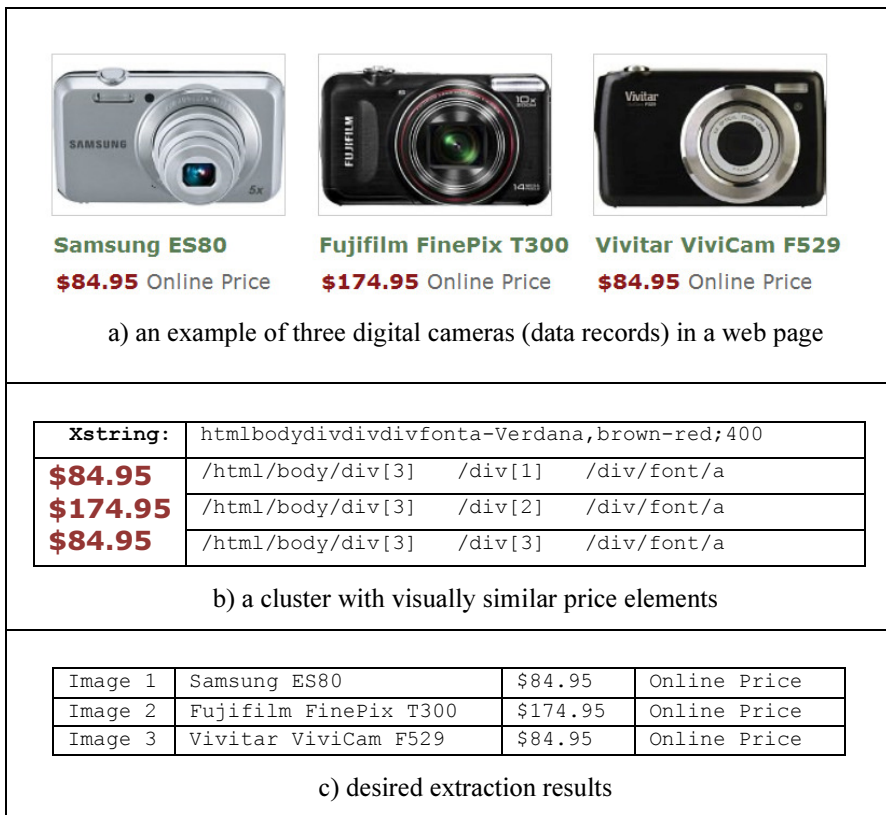 SAMSUNG
5x
FUJIFILM
10x
14
Vivitar
Samsung ES80 Fujifilm FinePix T300 Vivitar ViviCam F529
$84.95 Online Price $174.95 Online Price $84.95 Online Price
a) an example of three digital cameras (data records) in a web page
Xstring: htmlbodydivdivdivfonta-Verdana,brown-red;400
$84.95 /html/body/div[3] /div[1] /div/font/a
$174.95 /html/body/div[3] /div[2] /div/font/a
$84.95 /html/body/div[3] /div[3] /div/font/a
b) a cluster with visually similar price elements
Image 1 Samsung ES80 $84.95 Online Price
Image 2 Fujifilm FinePix T300 $174.95 Online Price
Image 3 Vivitar ViviCam F529 $84.95 Online Price
c) desired extraction results